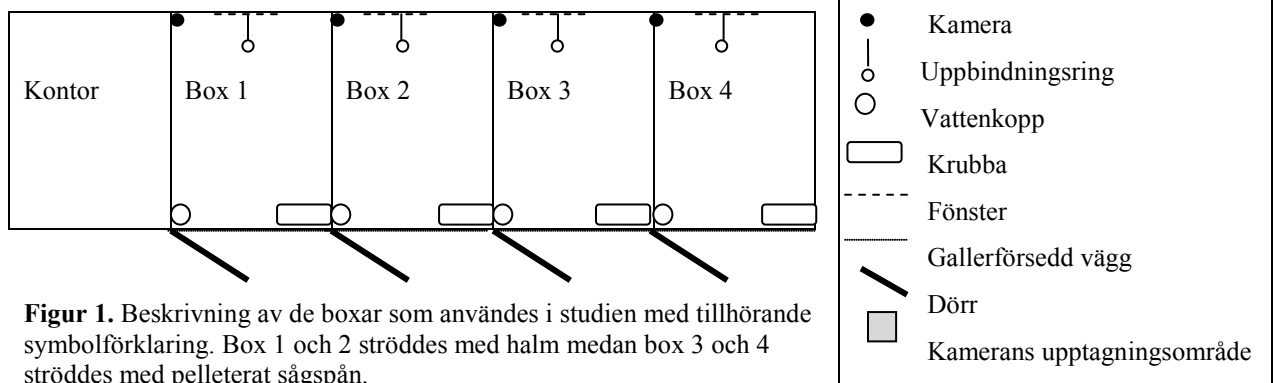 Kontor
Box 1
Box 2
Box 3
Box 4
Figur 1. Beskrivning av de boxar som användes i studien med tillhörande
symbolförklaring. Box 1 och 2 ströddes med halm medan box 3 och 4
ströddes med pelleterat sågspån.
Kamera
Uppbindningsring
Vattenkopp
Krubba
Fönster
Gallerförsedd vägg
Dörr
Kamerans upptagningsområde